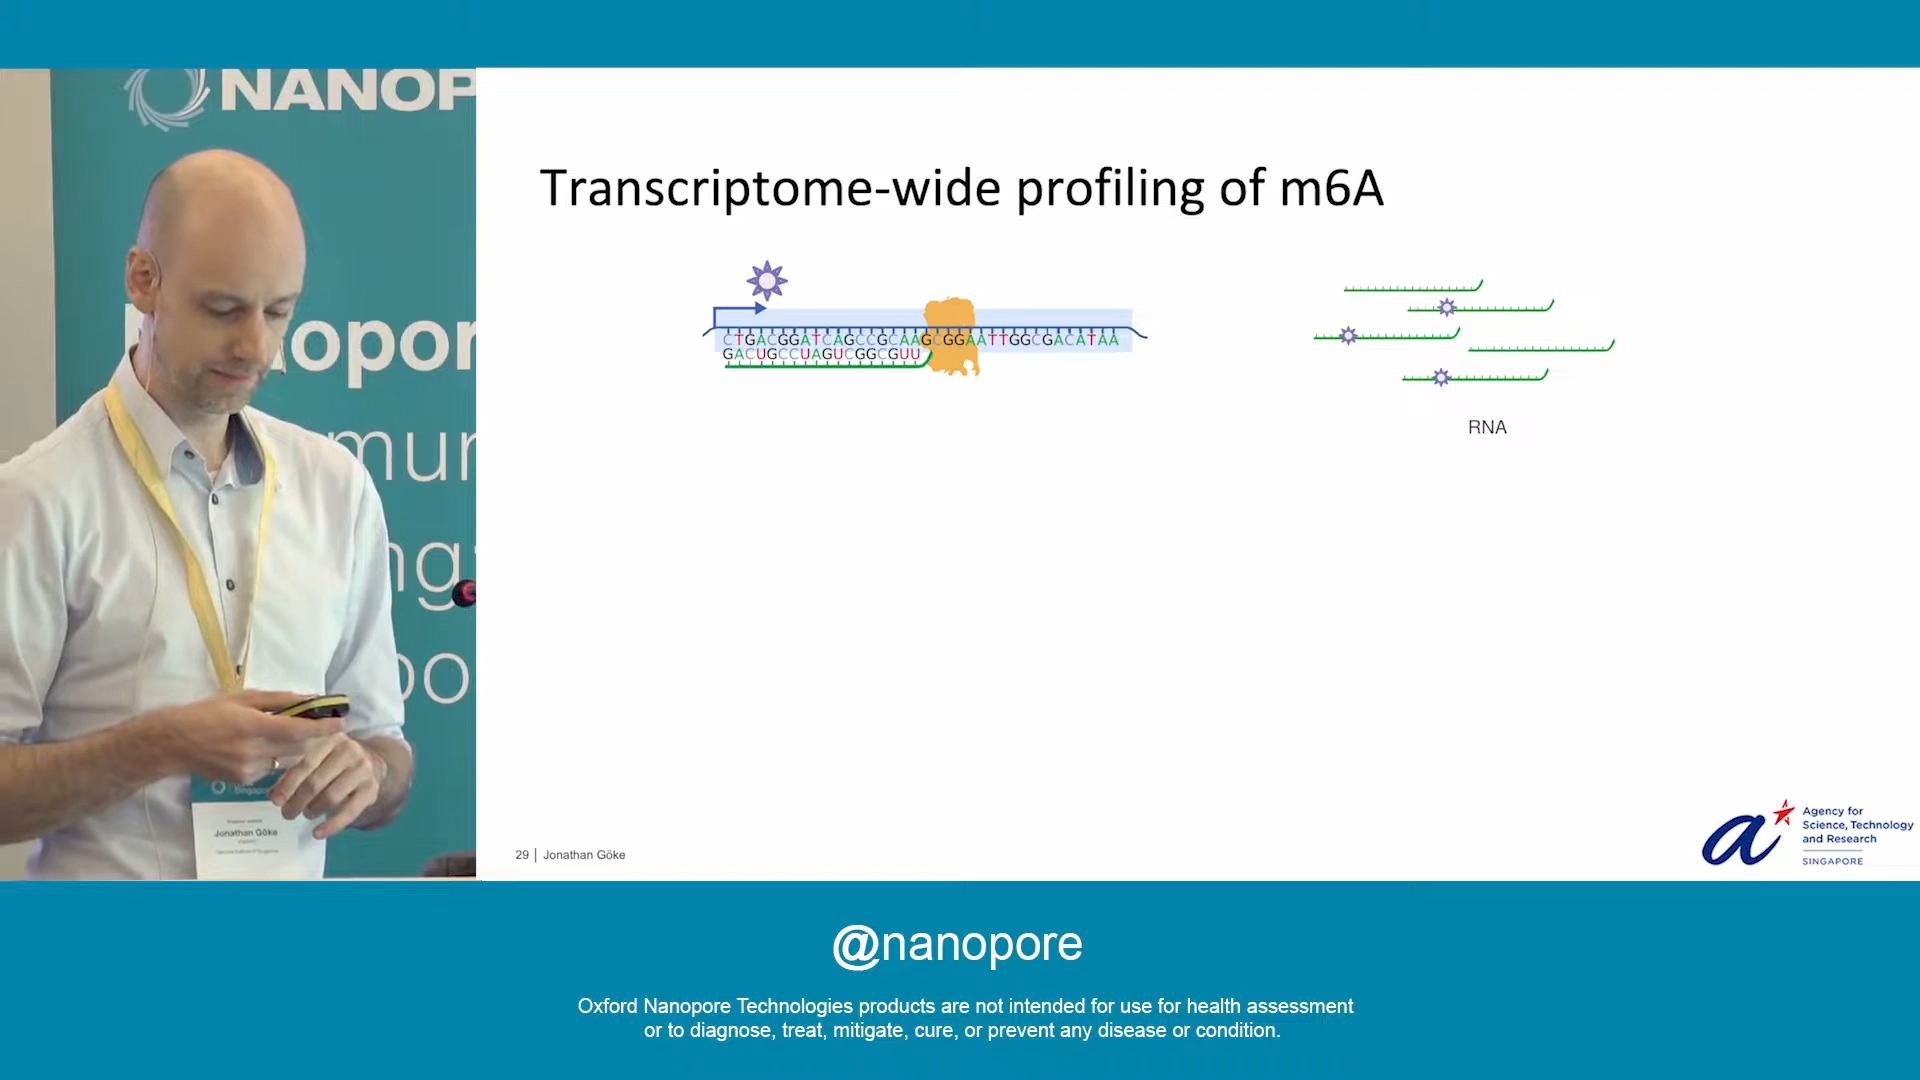 NANOP
opor
mun
ng
Jonathan Göke
Transcriptome-wide profiling of m6A
CTGACGGATCAGCCGCAAGCGGAATTGGCGACATAA
GACUGCCUAGUCGGCGUU
RNA
29 | Jonathan Göke
Agency for
Science, Technology
and Research
SINGAPORE
@nanopore
Oxford Nanopore Technologies products are not intended for use for health assessment
or to diagnose, treat, mitigate, cure, or prevent any disease or condition.